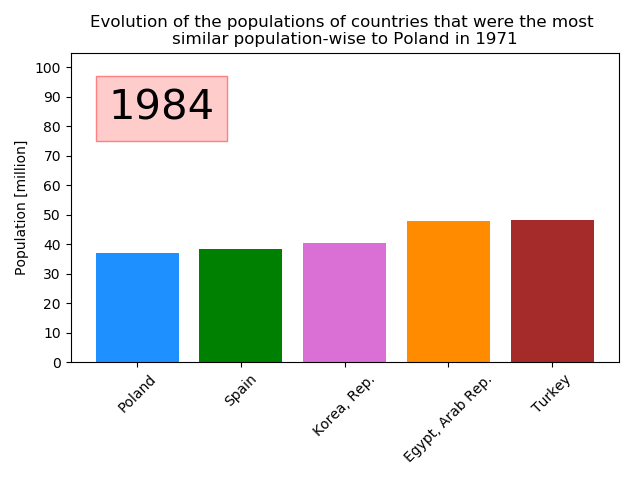 Evolution of the populations of countries that were the most
similar population-wise to Poland in 1971
1984
Population [million]
100
90
80
70
60
50
40
30
20
10
0
Poland
Spain
Korea, Rep.
Egypt, Arab Rep.
Turkey